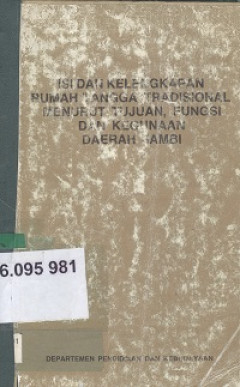 ISI DAN KELENGKAPAN
RUMAH TANGGA TRADISIONAL
MENURUT TUJUAN, FUNGSI
DAN KEGUNAAN
DAERAH JAMBI
6.095 981
DEPARTEMEN PENDIDIKAN DAN KEBUDAYAAN